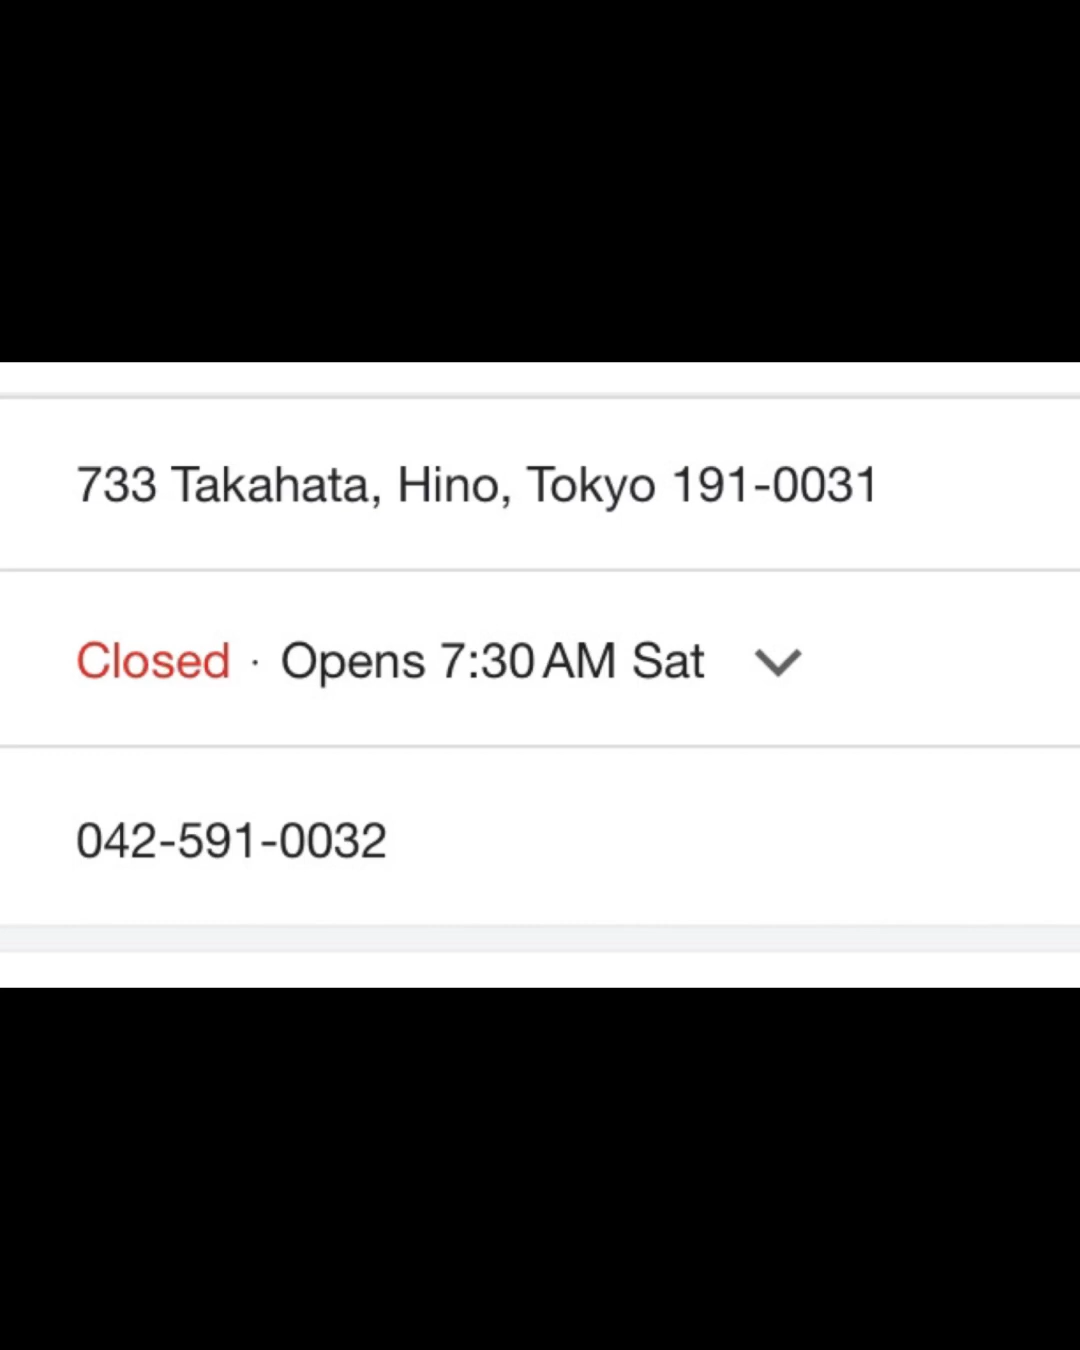 733 Takahata, Hino, Tokyo 191-0031
Closed · Opens 7:30 AM Sat
042-591-0032